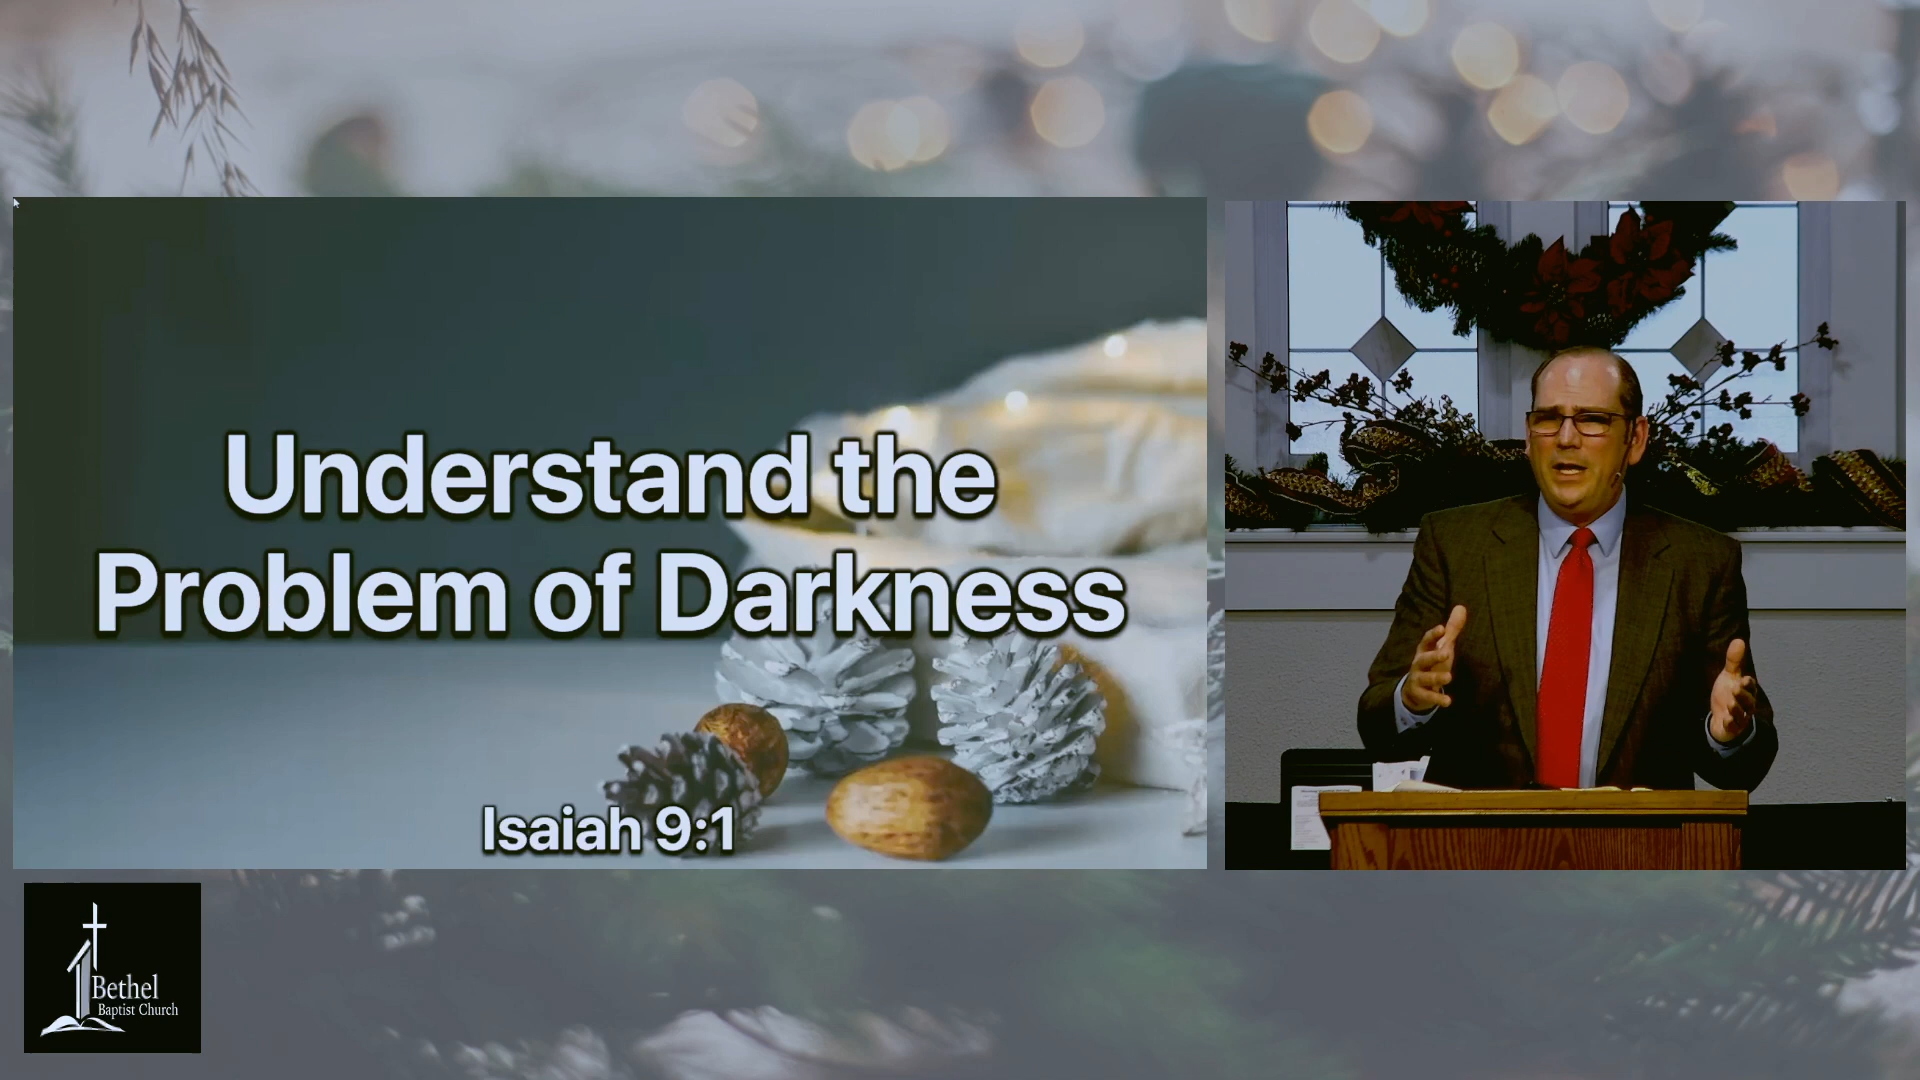 Understand the
Problem of Darkness
Isaiah 9:1
Bethel
Baptist Church